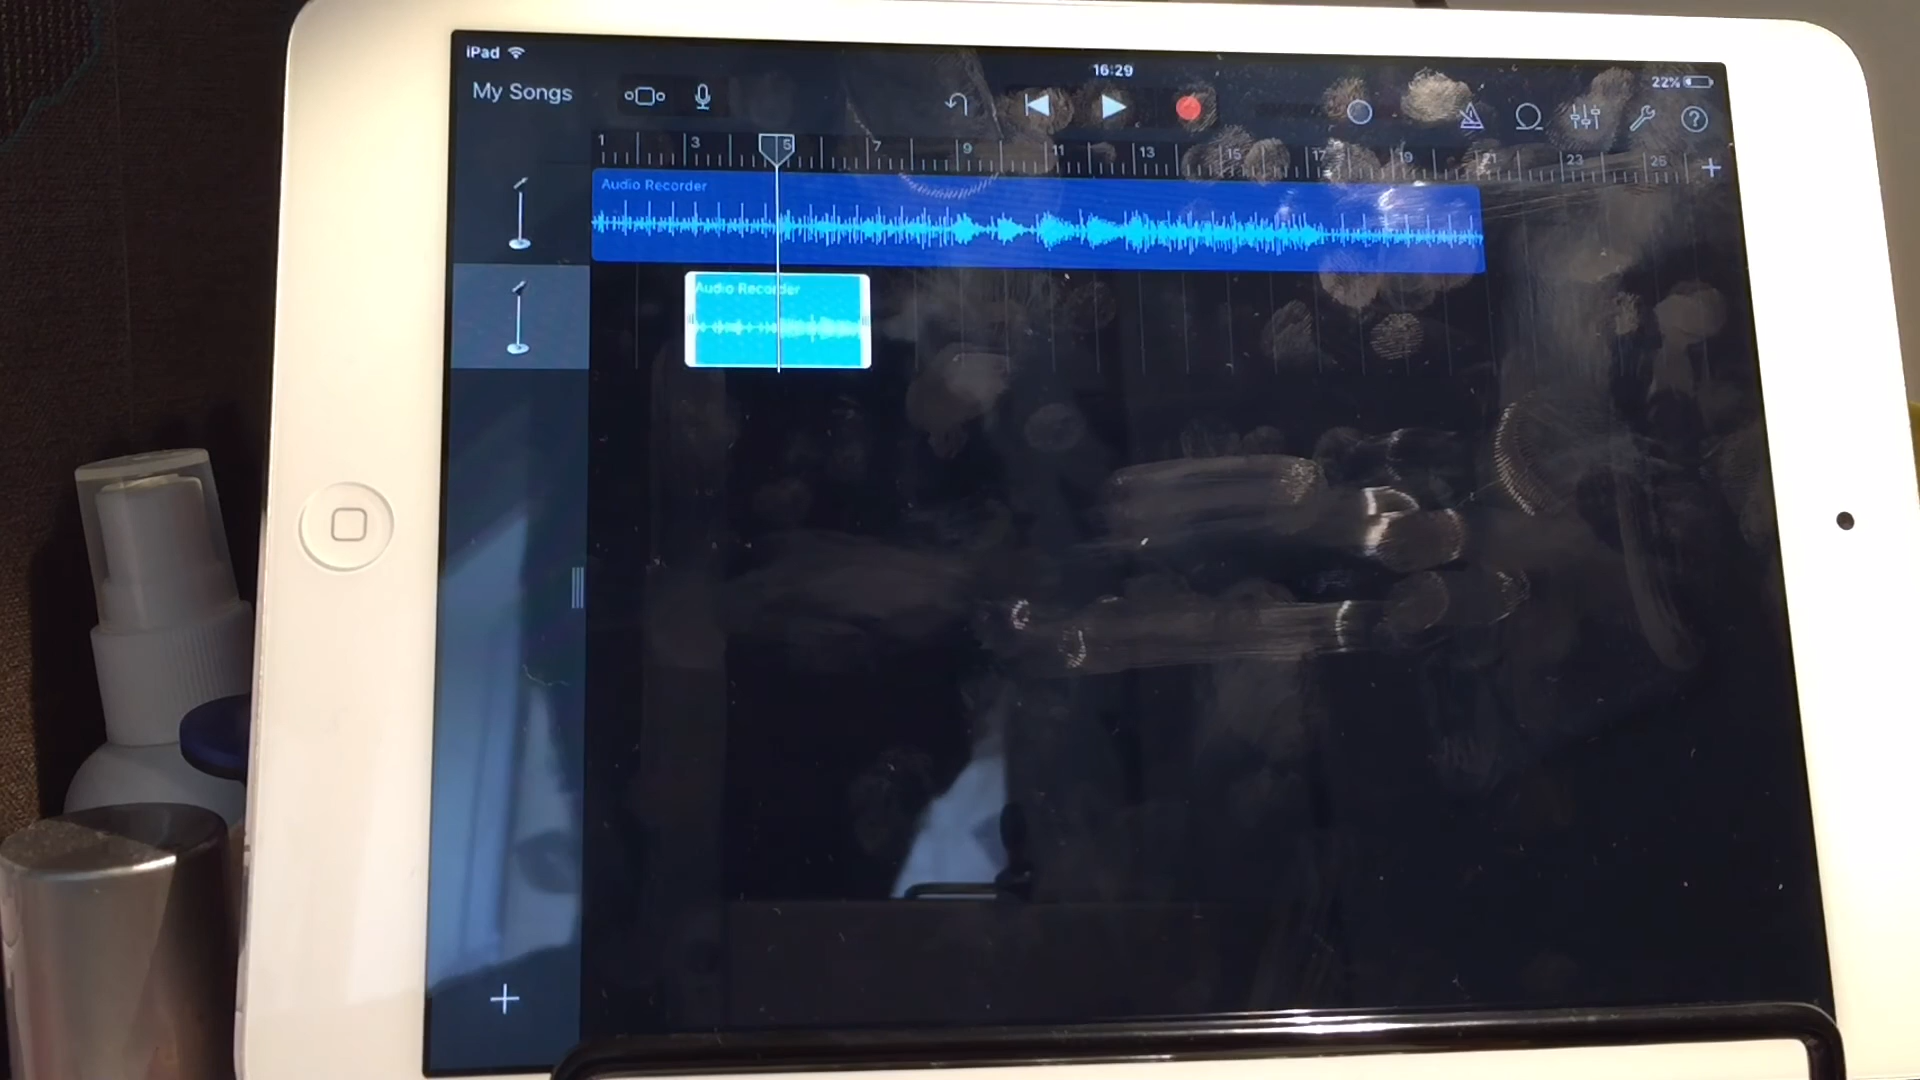 iPad
16:29
22%
My Songs
?
1 3 5 7 9 11 13 15 17 19 21 23 25
Audio Recorder
Audio Recorder